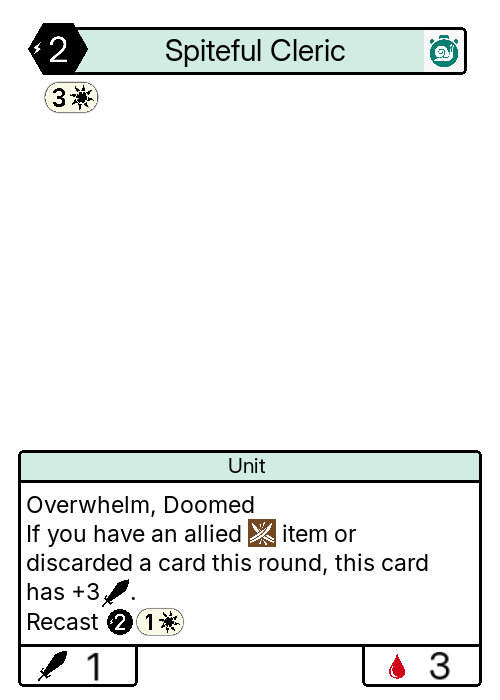 2 Spiteful Cleric
3
Unit
Overwhelm, Doomed
If you have an allied item or
discarded a card this round, this card
has +3.
Recast 2 1
1 3